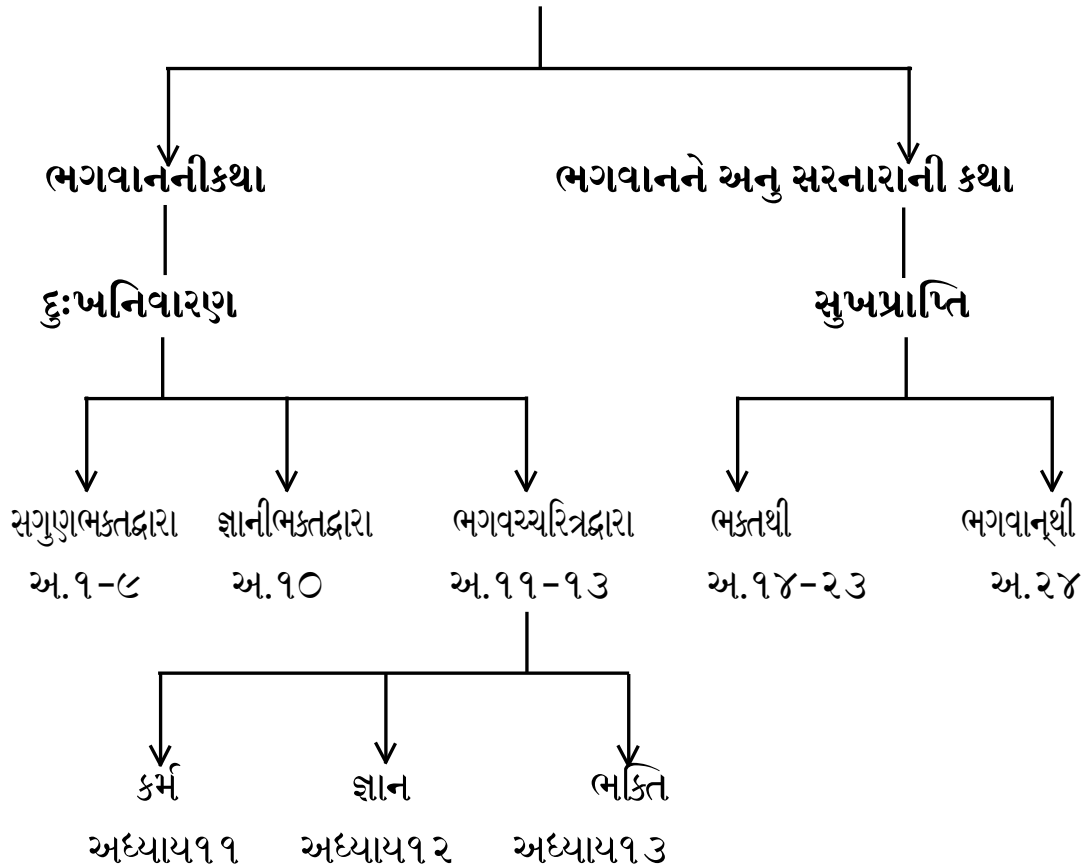 ભગવાનનીકથા ભગવાનને અનુ સરનારાની કથા
દુઃખનિવારણ સુખપ્રાપ્તિ
સગુણભક્તદ્વારા જ્ઞાનીભક્તદ્વારા ભગવચ્ચરિત્રદ્વારા ભક્તથી ભગવાન્‌થી
અ.૧-૯ અ.૧૦ અ.૧૧-૧૩ અ.૧૪-૨૩ અ.૨૪
કર્મ જ્ઞાન ભક્તિ
અધ્યાય૧૧ અધ્યાય૧૨ અધ્યાય૧૩